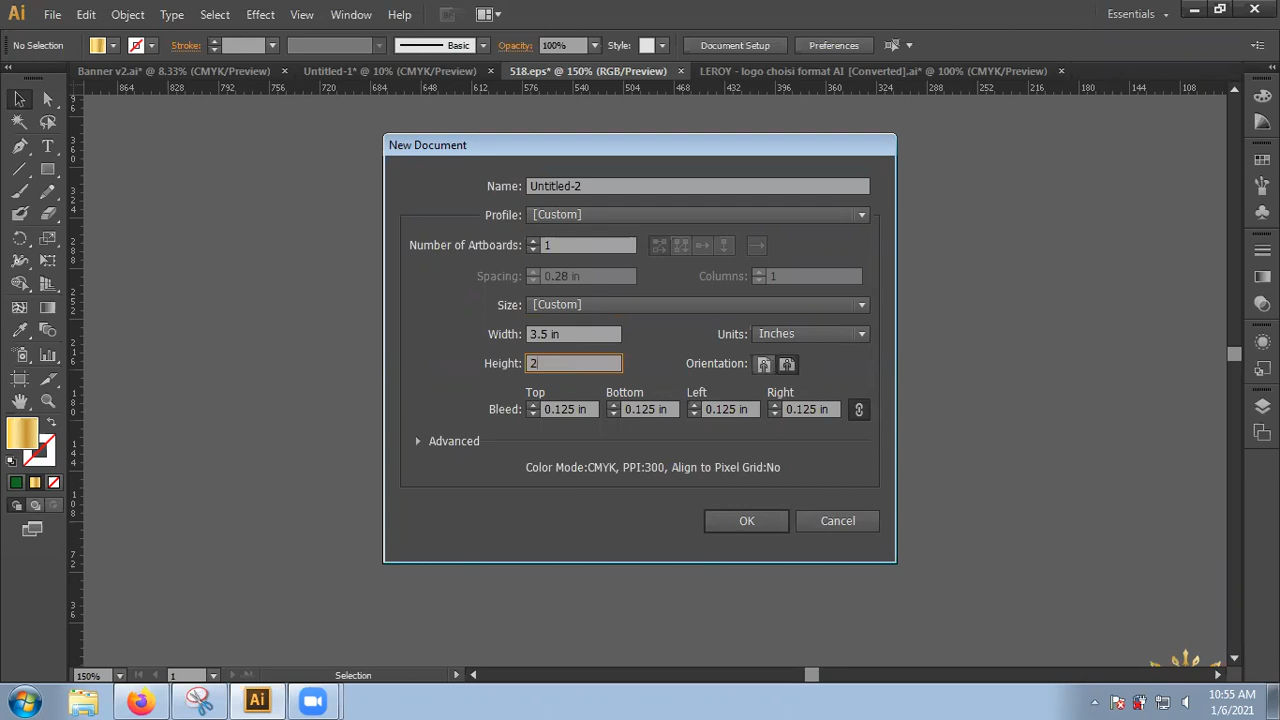 Ai File Edit Object Type Select Effect View Window Help Essentials
No Selection Stroke: Basic Opacity: 100% Style: Document Setup Preferences
Banner v2.ai* @ 8.33% (CMYK/Preview) Untitled-1* @ 10% (CMYK/Preview) 518.eps* @ 150% (RGB/Preview) LEROY - logo choisi format AI [Converted].ai* @ 100% (CMYK/Preview)
864 828 792 756 720 684 648 612 576 540 504 468 432 396 360 324 288 252 216 180 144 108
New Document
Name: Untitled-2
Profile: [Custom]
Number of Artboards: 1
Spacing: 0.28 in Columns: 1
Size: [Custom]
Width: 3.5 in Units: Inches
Height: 2 Orientation:
Top Bottom Left Right
Bleed: 0.125 in 0.125 in 0.125 in 0.125 in
Advanced
Color Mode:CMYK, PPI:300, Align to Pixel Grid:No
OK Cancel
150% 1 Selection
Ai 10:55 AM
1/6/2021